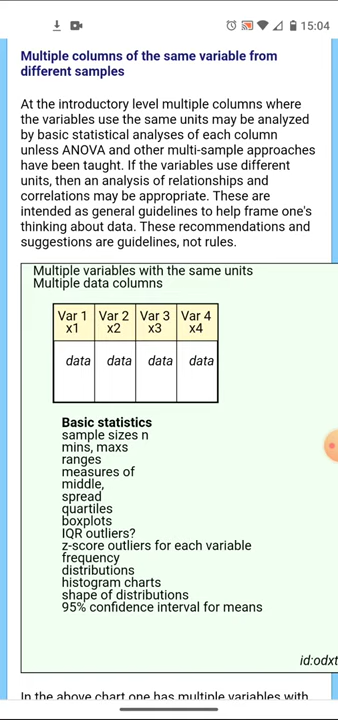 15:04
Multiple columns of the same variable from
different samples
At the introductory level multiple columns where
the variables use the same units may be analyzed
by basic statistical analyses of each column
unless ANOVA and other multi-sample approaches
have been taught. If the variables use different
units, then an analysis of relationships and
correlations may be appropriate. These are
intended as general guidelines to help frame one's
thinking about data. These recommendations and
suggestions are guidelines, not rules.
Multiple variables with the same units
Multiple data columns
Var 1 Var 2 Var 3 Var 4
x1 x2 x3 x4
data data data data
Basic statistics
sample sizes n
mins, maxs
ranges
measures of
middle,
spread
quartiles
boxplots
IQR outliers?
z-score outliers for each variable
frequency
distributions
histogram charts
shape of distributions
95% confidence interval for means
id:odxt
In the above chart one has multiple variables with